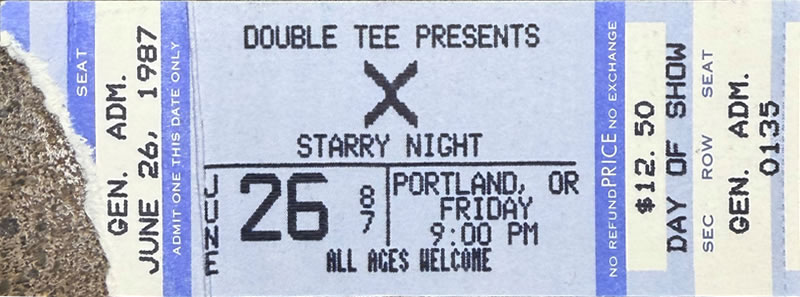 SEAT
GEN. ADM.
JUNE 26, 1987
ADMIT ONE THIS DATE ONLY
DOUBLE TEE PRESENTS
X
STARRY NIGHT
JUNE
26
87
PORTLAND, OR
FRIDAY
9:00 PM
ALL AGES WELCOME
NO REFUND PRICE NO EXCHANGE
$12.50
DAY OF SHOW
SEC ROW SEAT
GEN. ADM.
0135